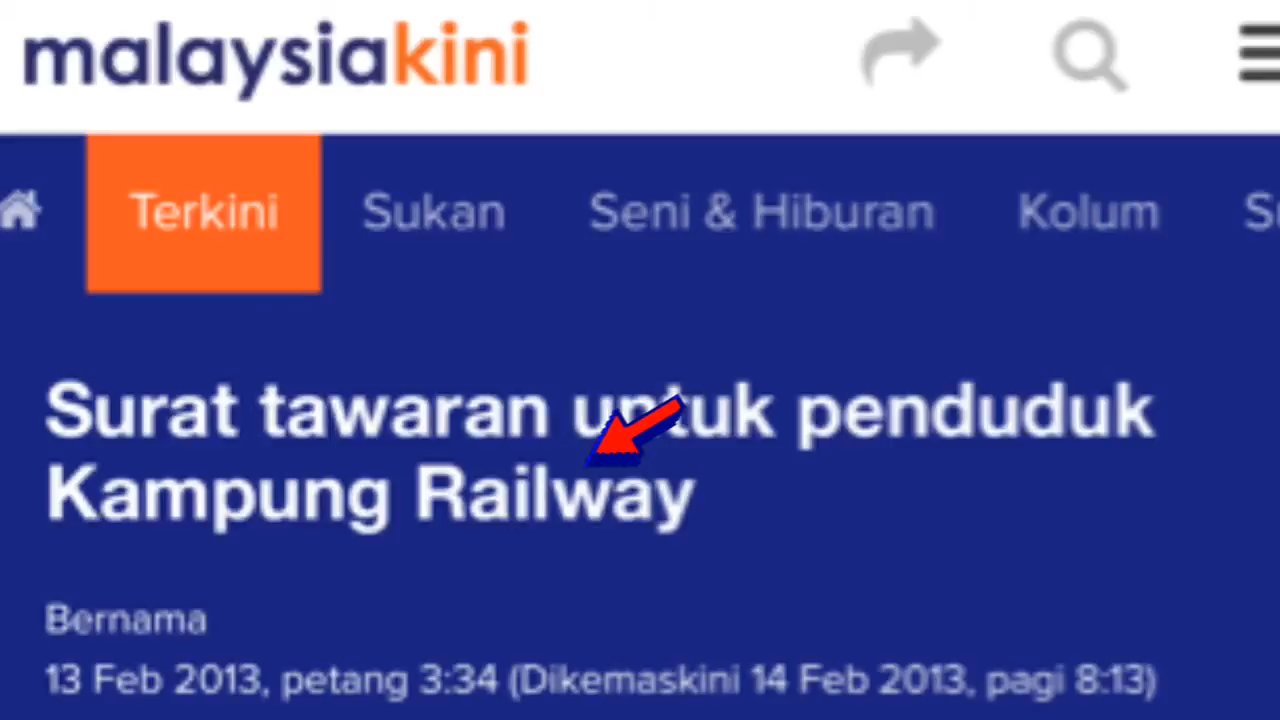 malaysiakini
Terkini Sukan Seni & Hiburan Kolum
Surat tawaran untuk penduduk
Kampung Railway
Bernama
13 Feb 2013, petang 3:34 (Dikemaskini 14 Feb 2013, pagi 8:13)